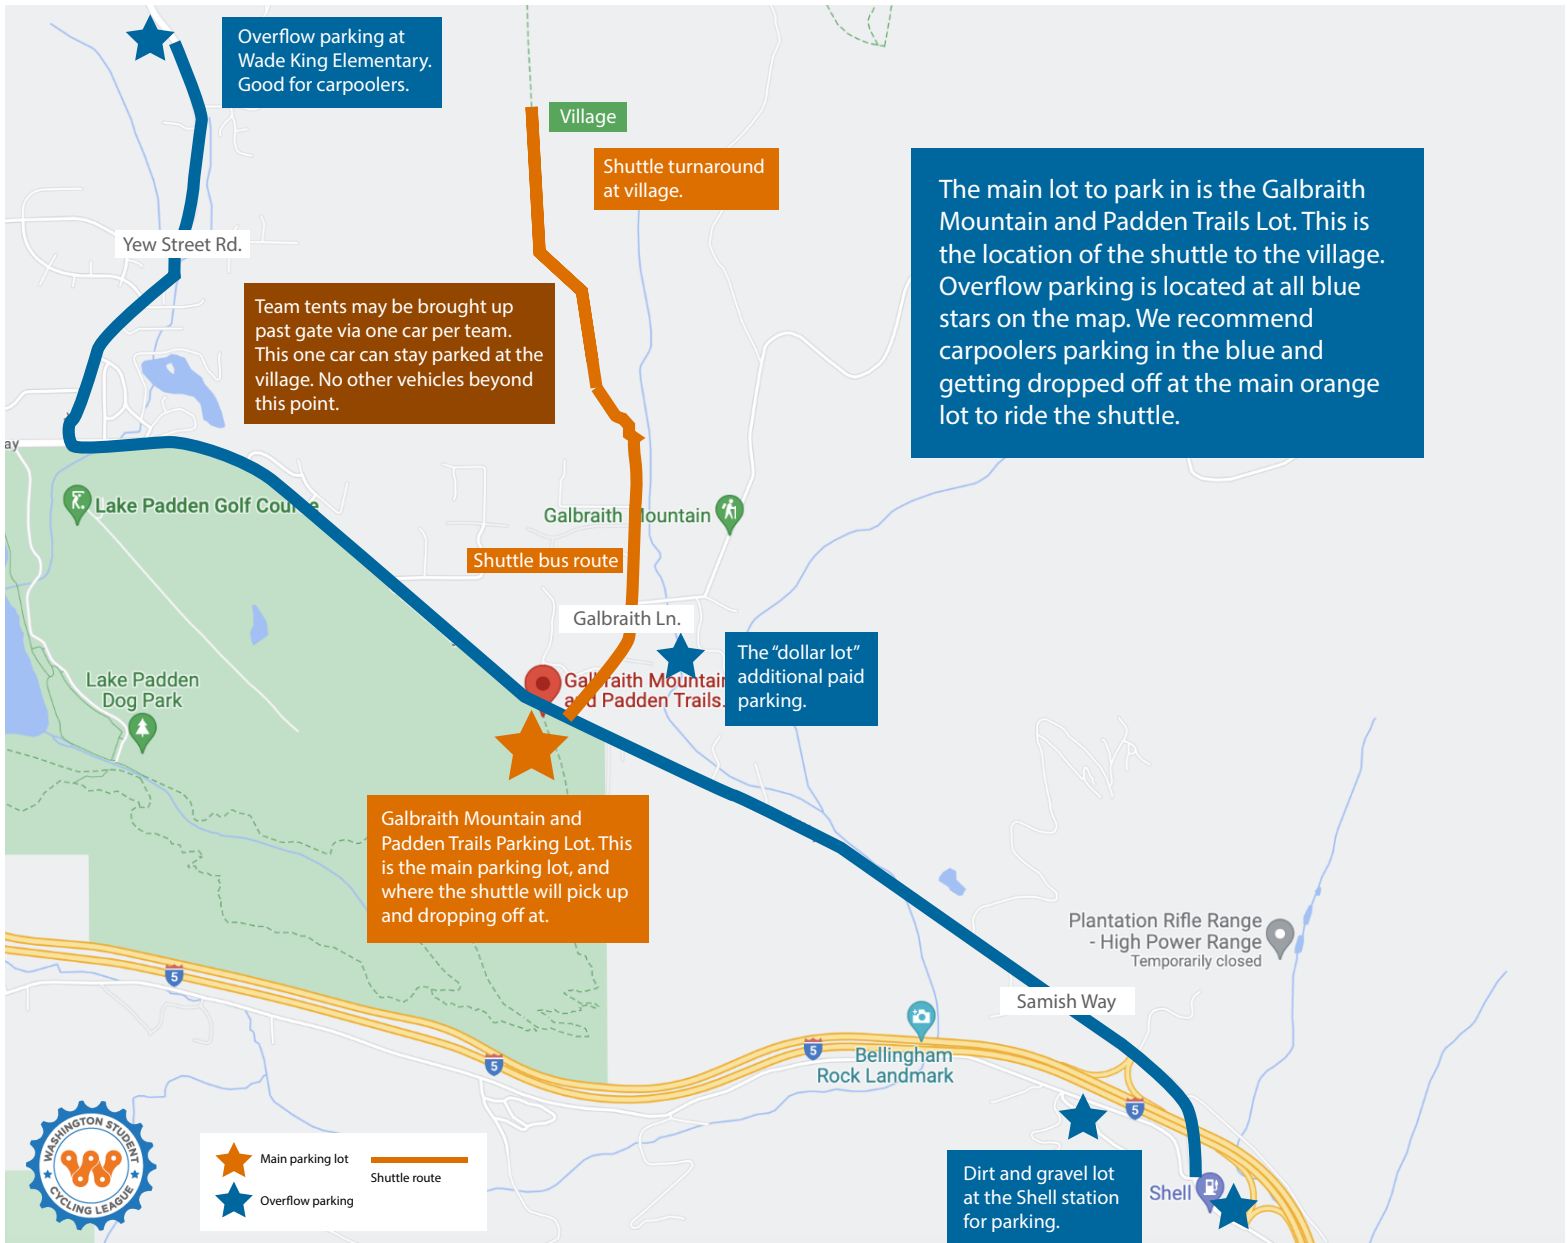 Overflow parking at
Wade King Elementary.
Good for carpoolers.
Village
Shuttle turnaround
at village.
The main lot to park in is the Galbraith
Mountain and Padden Trails Lot. This is
the location of the shuttle to the village.
Overflow parking is located at all blue
stars on the map. We recommend
carpoolers parking in the blue and
getting dropped off at the main orange
lot to ride the shuttle.
Yew Street Rd.
Team tents may be brought up
past gate via one car per team.
This one car can stay parked at the
village. No other vehicles beyond
this point.
ay
Lake Padden Golf Course
Galbraith Mountain
Shuttle bus route
Galbraith Ln.
The “dollar lot”
additional paid
parking.
Galbraith Mountain
and Padden Trails.
Lake Padden
Dog Park
Galbraith Mountain and
Padden Trails Parking Lot. This
is the main parking lot, and
where the shuttle will pick up
and dropping off at.
Plantation Rifle Range
- High Power Range
Temporarily closed
5
Samish Way
5
5
Bellingham
Rock Landmark
5
WASHINGTON STUDENT
CYCLING LEAGUE
Main parking lot
Shuttle route
Overflow parking
Dirt and gravel lot
at the Shell station
for parking.
Shell